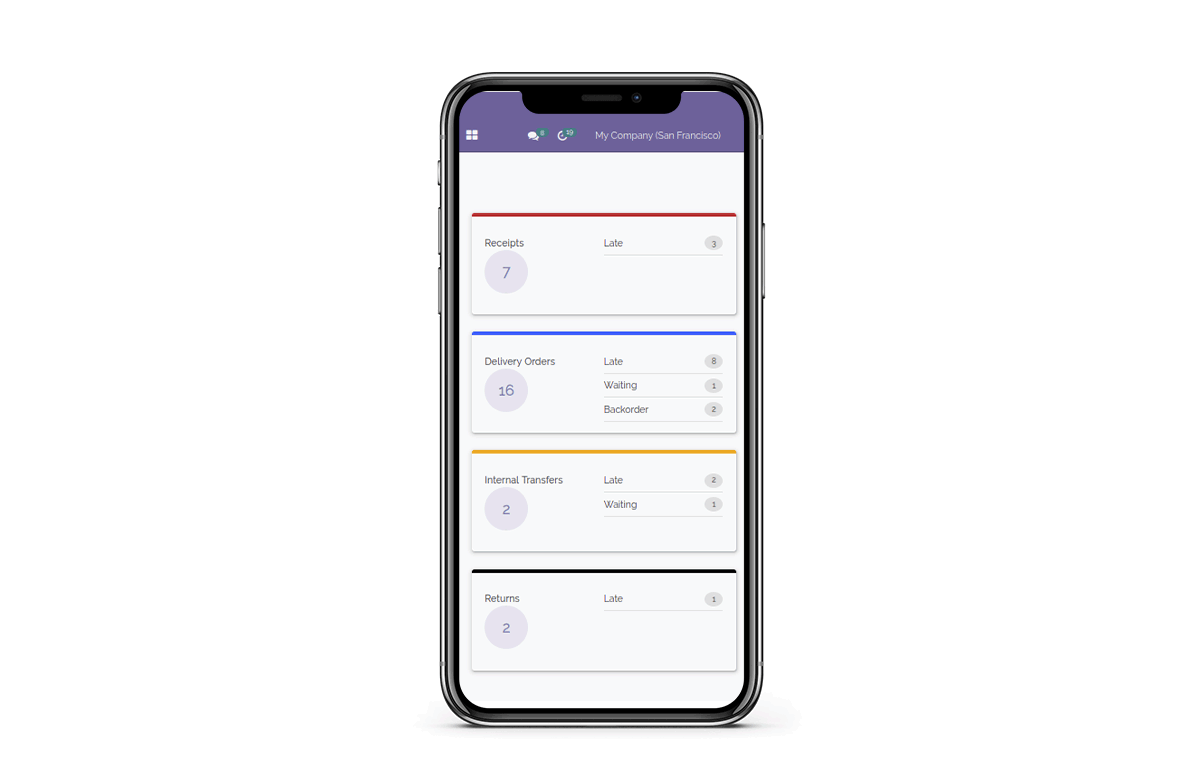 8 19 My Company (San Francisco)
Receipts Late 3
7
Delivery Orders Late 8
16 Waiting 1
Backorder 2
Internal Transfers Late 2
2 Waiting 1
Returns Late 1
2